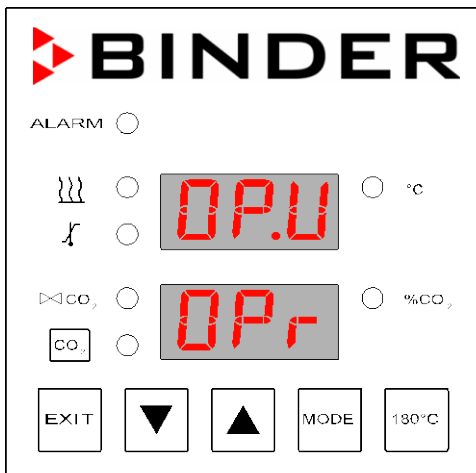 BINDER
ALARM
OP.U °C
CO₂ OPr %CO₂
CO₂
EXIT MODE 180°C